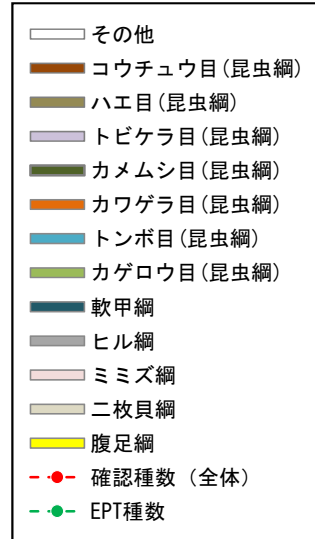 その他
コウチュウ目(昆虫綱)
ハエ目(昆虫綱)
トビケラ目(昆虫綱)
カメムシ目(昆虫綱)
カワゲラ目(昆虫綱)
トンボ目(昆虫綱)
カゲロウ目(昆虫綱)
軟甲綱
ヒル綱
ミミズ綱
二枚貝綱
腹足綱
確認種数（全体）
EPT種数